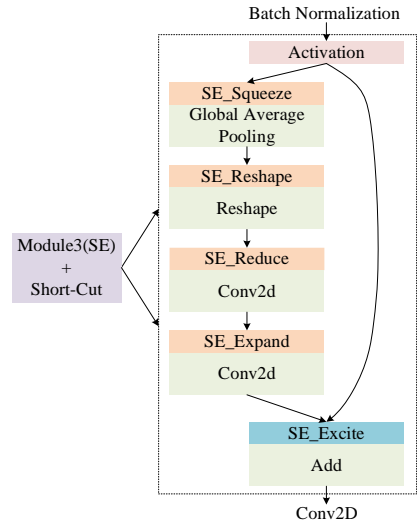 Batch Normalization
Activation
SE_Squeeze
Global Average
Pooling
SE_Reshape
Reshape
Module3(SE)
+
Short-Cut
SE_Reduce
Conv2d
SE_Expand
Conv2d
SE_Excite
Add
Conv2D